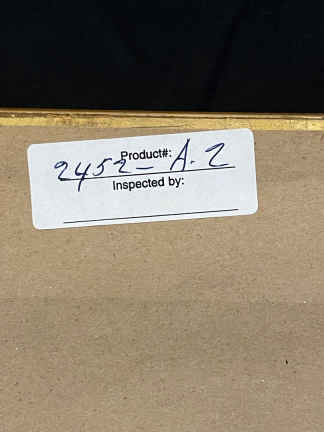 Product#:
2452-A.2
Inspected by: